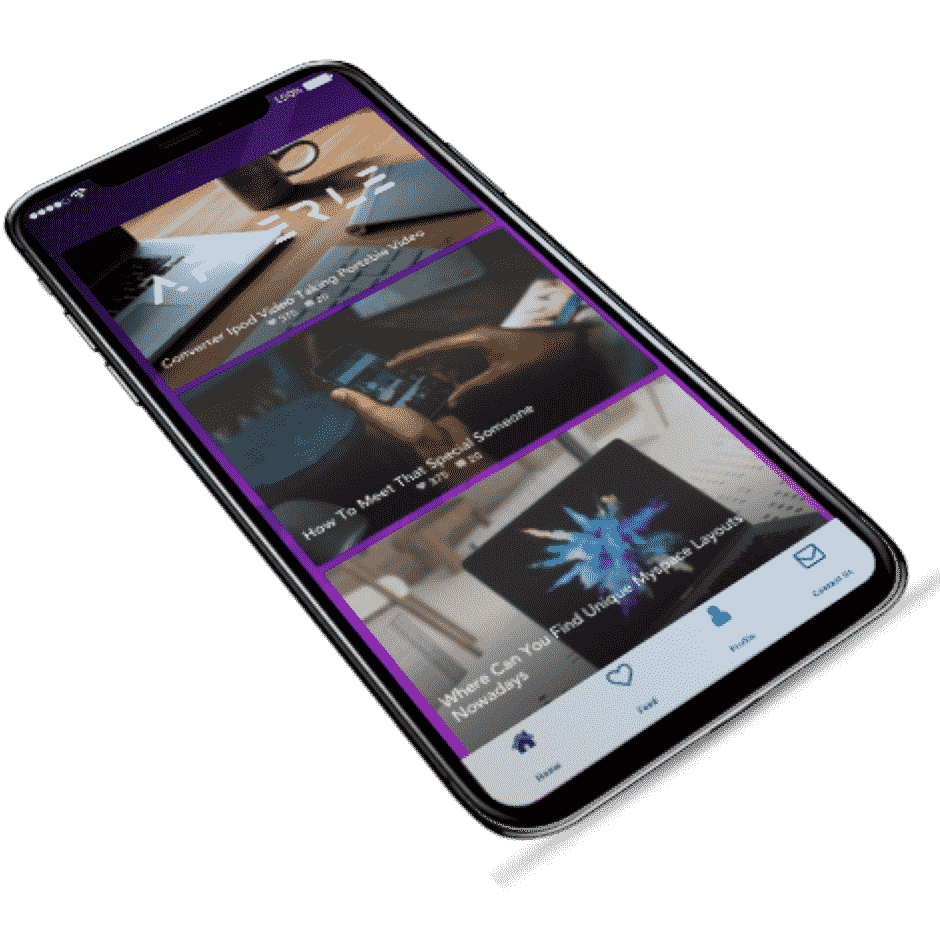 100%
Converter Ipod Video Taking Portable Video
375 20
How To Meet That Special Someone
375 20
Where Can You Find Unique Myspace Layouts
Nowadays
Home
Feed
Profile
Contact Us